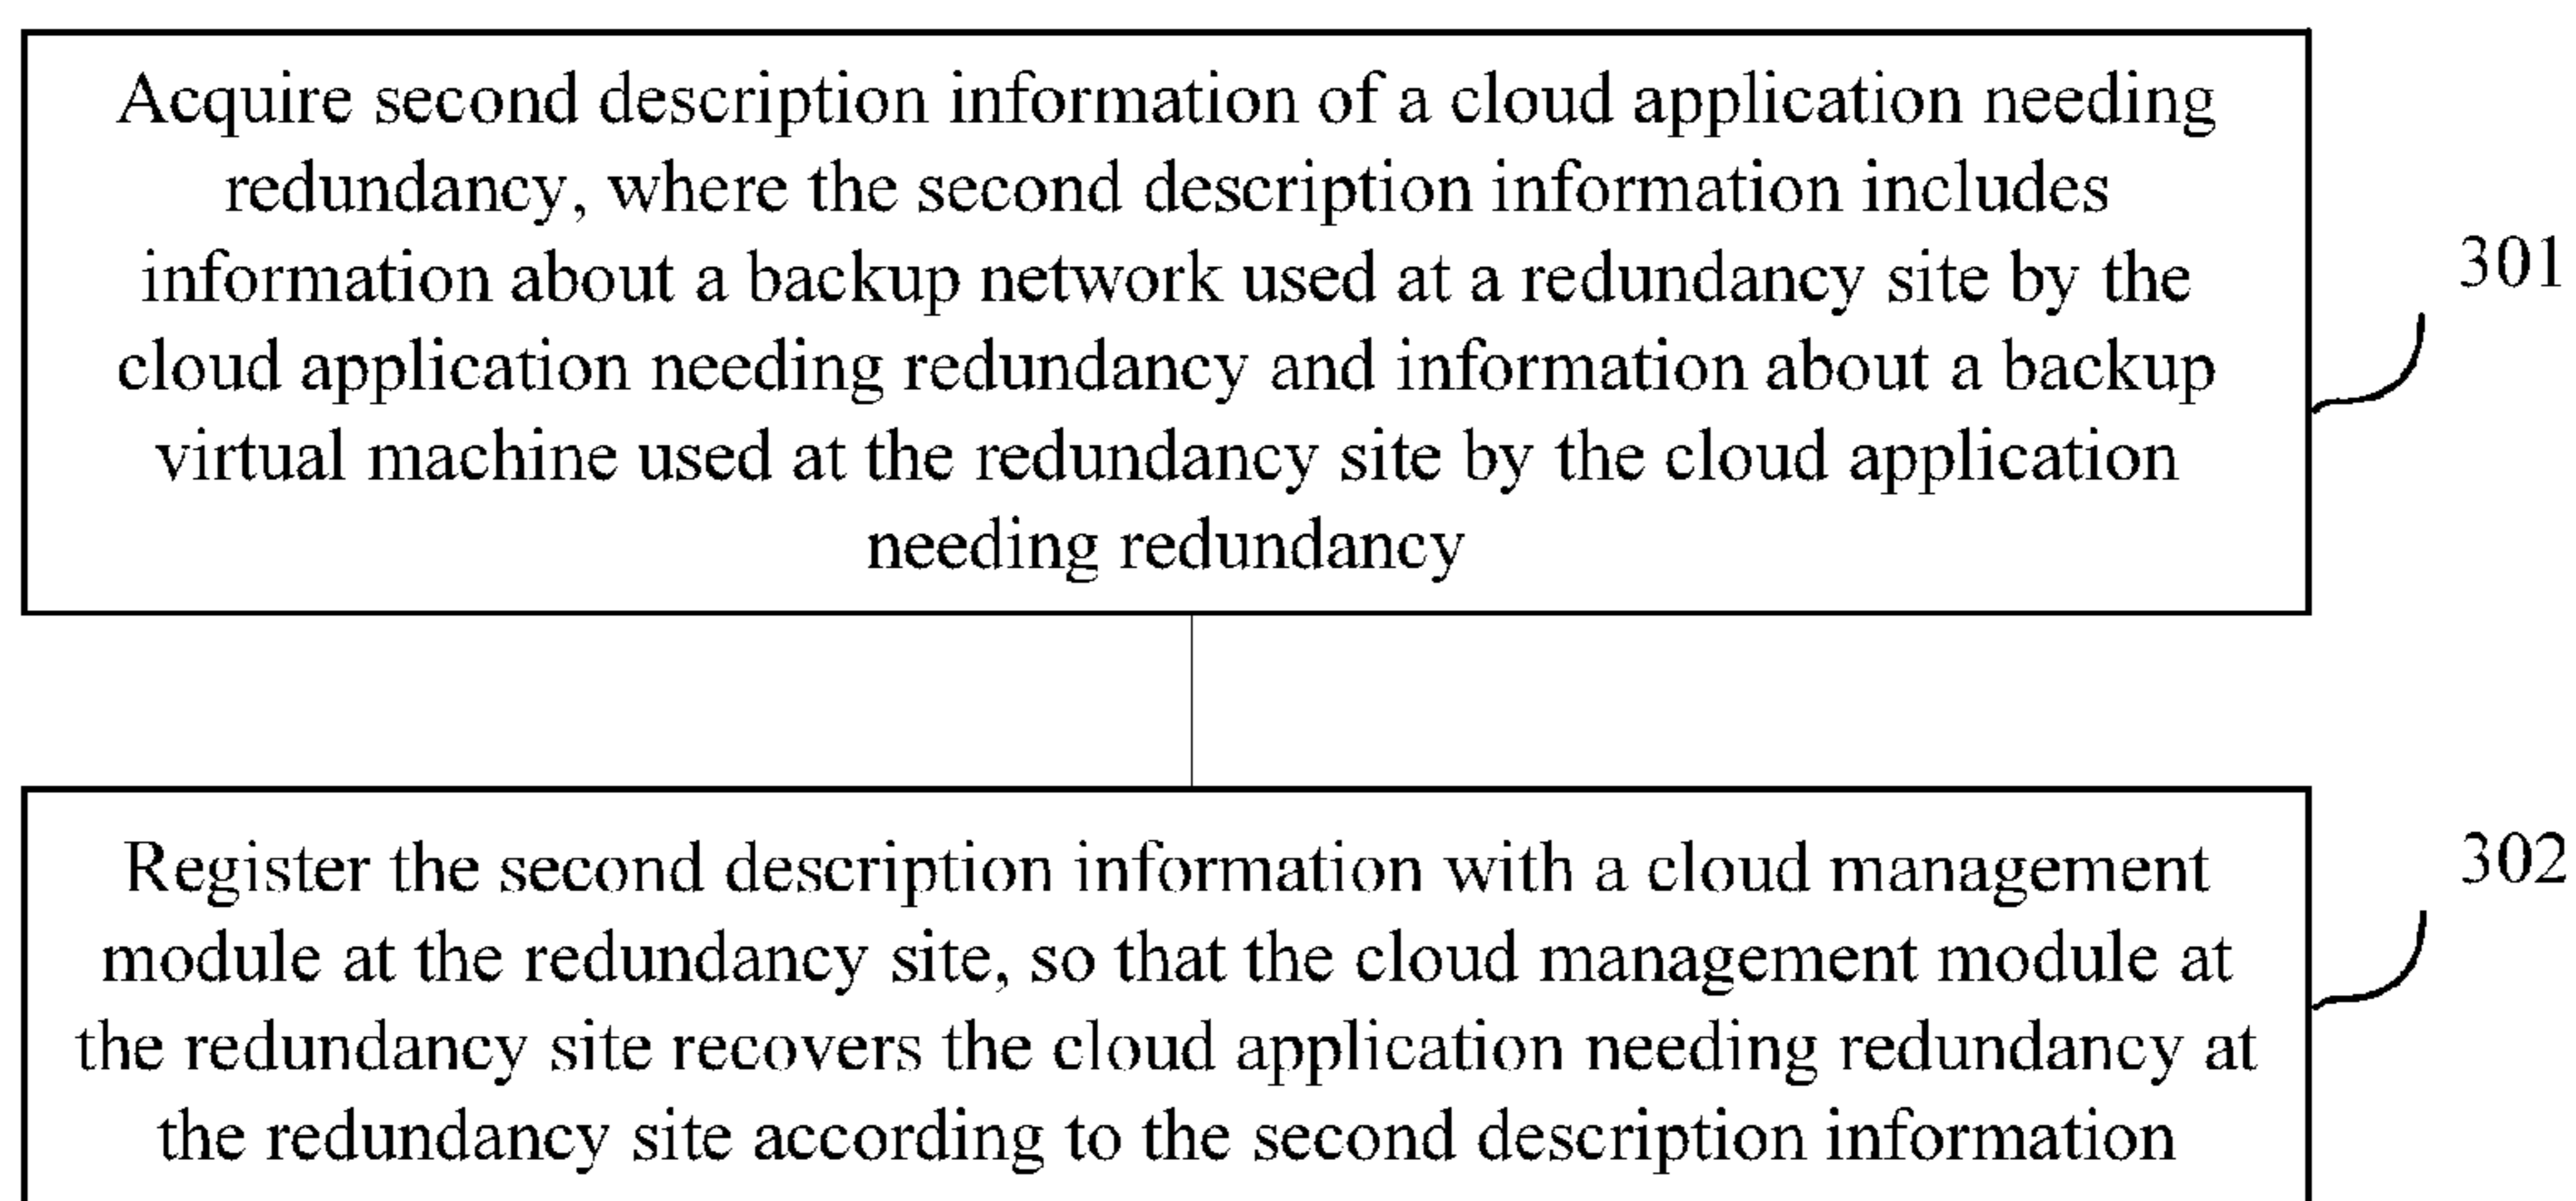 Acquire second description information of a cloud application needing
redundancy, where the second description information includes
information about a backup network used at a redundancy site by the
cloud application needing redundancy and information about a backup
virtual machine used at the redundancy site by the cloud application
needing redundancy
301
Register the second description information with a cloud management
module at the redundancy site, so that the cloud management module at
the redundancy site recovers the cloud application needing redundancy at
the redundancy site according to the second description information
302